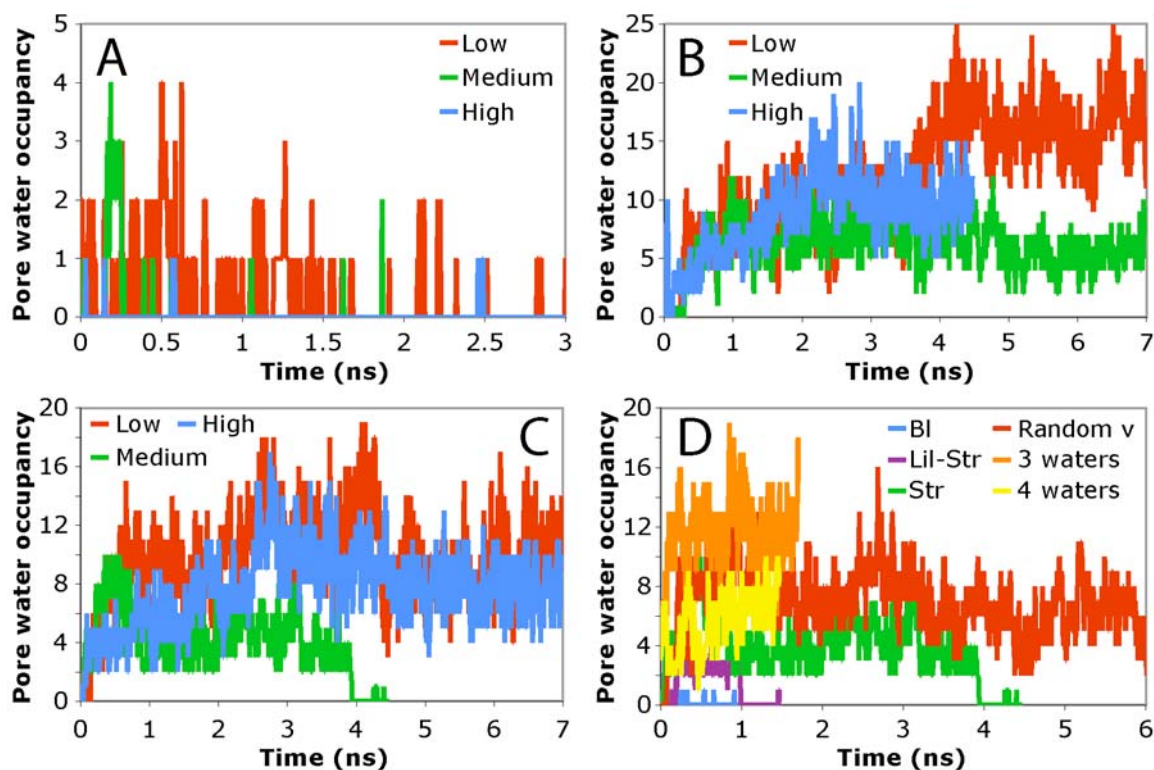 A
Low
Medium
High
Pore water occupancy
5
4
3
2
1
0
0 0.5 1 1.5 2 2.5 3
Time (ns)
B
Low
Medium
High
Pore water occupancy
25
20
15
10
5
0
0 1 2 3 4 5 6 7
Time (ns)
C
Low High
Medium
Pore water occupancy
20
16
12
8
4
0
0 1 2 3 4 5 6 7
Time (ns)
D
Bl Random v
Lil-Str 3 waters
Str 4 waters
Pore water occupancy
20
16
12
8
4
0
0 1 2 3 4 5 6
Time (ns)